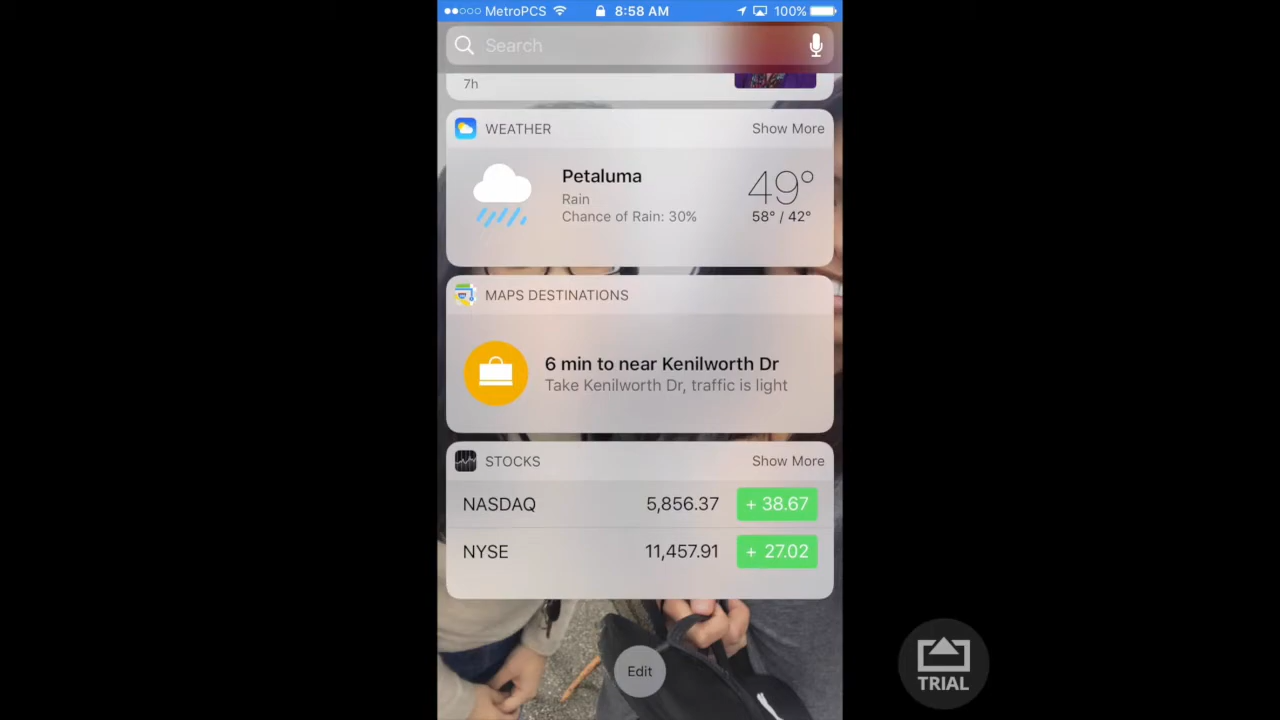 MetroPCS 8:58 AM 100%
Search
7h
WEATHER Show More
Petaluma
Rain
Chance of Rain: 30%
49°
58° / 42°
MAPS DESTINATIONS
6 min to near Kenilworth Dr
Take Kenilworth Dr, traffic is light
STOCKS Show More
NASDAQ 5,856.37 + 38.67
NYSE 11,457.91 + 27.02
Edit
TRIAL